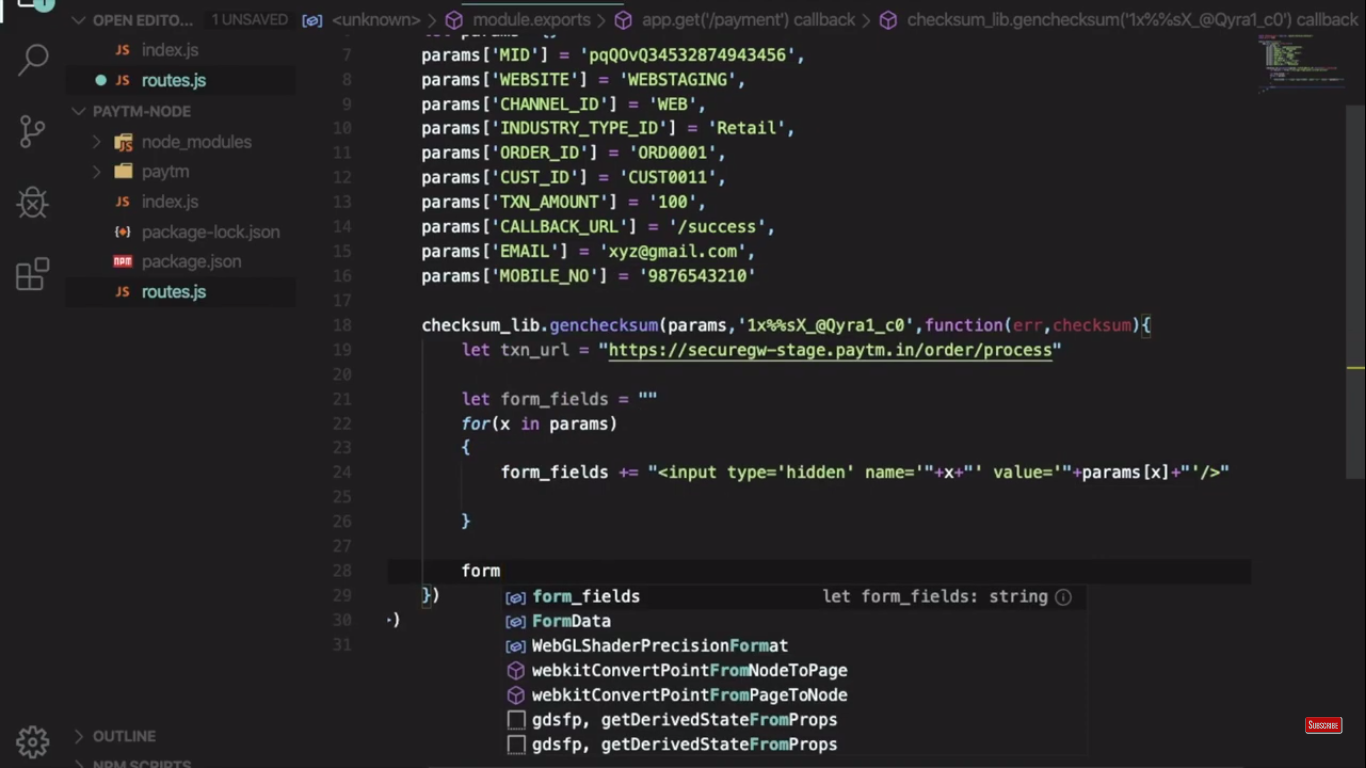 1
OPEN EDITO... 1 UNSAVED
<unknown> > module.exports > app.get('/payment') callback > checksum_lib.genchecksum('1x%%sX_@Qyra1_c0') callback
JS index.js
JS routes.js
PAYTM-NODE
node_modules
paytm
JS index.js
package-lock.json
npm package.json
JS routes.js
7 params['MID'] = 'pqQOvQ34532874943456',
8 params['WEBSITE'] = 'WEBSTAGING',
9 params['CHANNEL_ID'] = 'WEB',
10 params['INDUSTRY_TYPE_ID'] = 'Retail',
11 params['ORDER_ID'] = 'ORD0001',
12 params['CUST_ID'] = 'CUST0011',
13 params['TXN_AMOUNT'] = '100',
14 params['CALLBACK_URL'] = '/success',
15 params['EMAIL'] = 'xyz@gmail.com',
16 params['MOBILE_NO'] = '9876543210'
17
18 checksum_lib.genchecksum(params,'1x%%sX_@Qyra1_c0',function(err,checksum){
19 let txn_url = "https://securegw-stage.paytm.in/order/process"
20
21 let form_fields = ""
22 for(x in params)
23 {
24 form_fields += "<input type='hidden' name='"+x+"' value='"+params[x]+"'/>"
25
26 }
27
28 form
29 })
30 )
31
form_fields let form_fields: string
FormData
WebGLShaderPrecisionFormat
webkitConvertPointFromNodeToPage
webkitConvertPointFromPageToNode
gdsfp, getDerivedStateFromProps
gdsfp, getDerivedStateFromProps
OUTLINE
NPM SCRIPTS
SUBSCRIBE